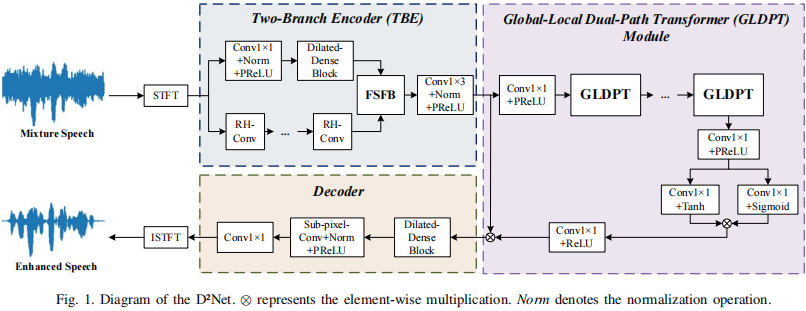 Two-Branch Encoder (TBE)
Global-Local Dual-Path Transformer (GLDPT)
Module
Mixture Speech
STFT
Conv1×1
+Norm
+PReLU
Dilated-
Dense
Block
RH-
Conv
...
RH-
Conv
FSFB
Conv1×3
+Norm
+PReLU
Conv1×1
+PReLU
GLDPT
...
GLDPT
Conv1×1
+PReLU
Conv1×1
+Tanh
Conv1×1
+Sigmoid
⊗
Conv1×1
+ReLU
⊗
Decoder
Dilated-
Dense
Block
Sub-pixel-
Conv+Norm
+PReLU
Conv1×1
ISTFT
Enhanced Speech
Fig. 1. Diagram of the D²Net. ⊗ represents the element-wise multiplication. Norm denotes the normalization operation.